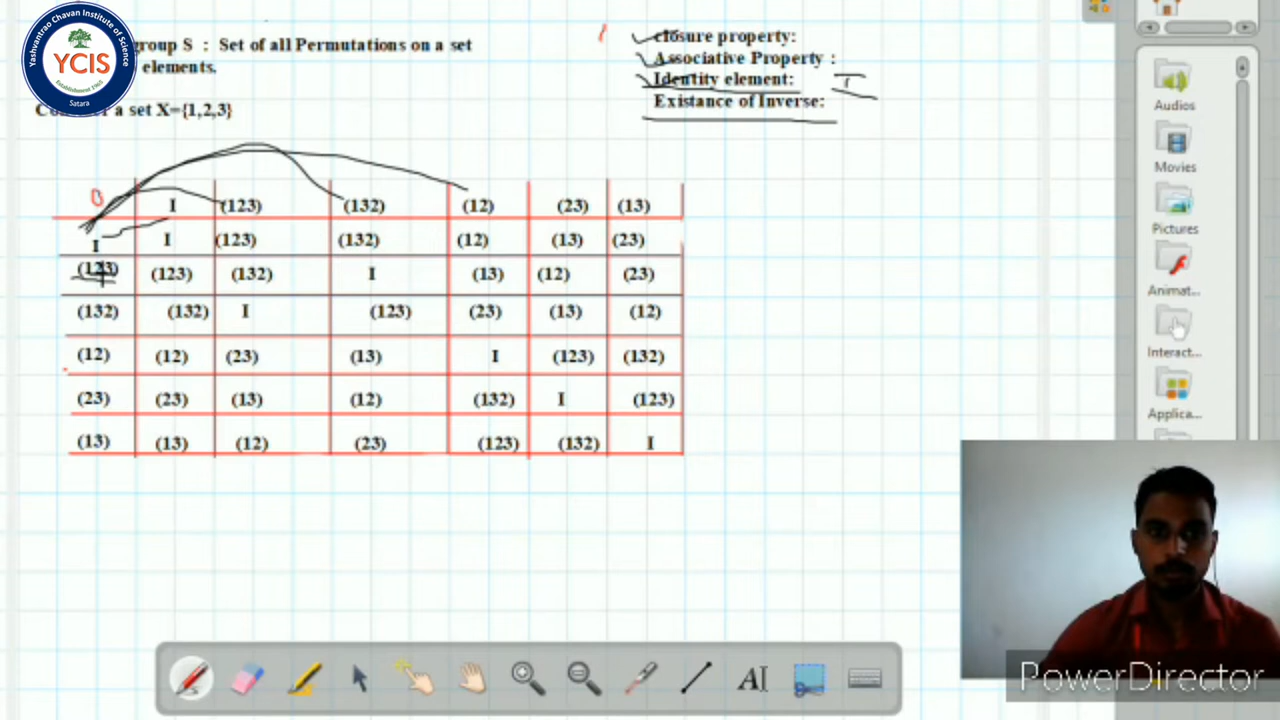 Yashvantrao Chavan Institute of Science
YCIS
Establishment 1965
Satara
group S : Set of all Permutations on a set
elements.
a set X={1,2,3}
closure property:
Associative Property :
Identity element: I
Existance of Inverse:
I (123) (132) (12) (23) (13)
I I (123) (132) (12) (13) (23)
(123) (123) (132) I (13) (12) (23)
(132) (132) I (123) (23) (13) (12)
(12) (12) (23) (13) I (123) (132)
(23) (23) (13) (12) (132) I (123)
(13) (13) (12) (23) (123) (132) I
Audios
Movies
Pictures
Animat...
Interact...
Applica...
PowerDirector